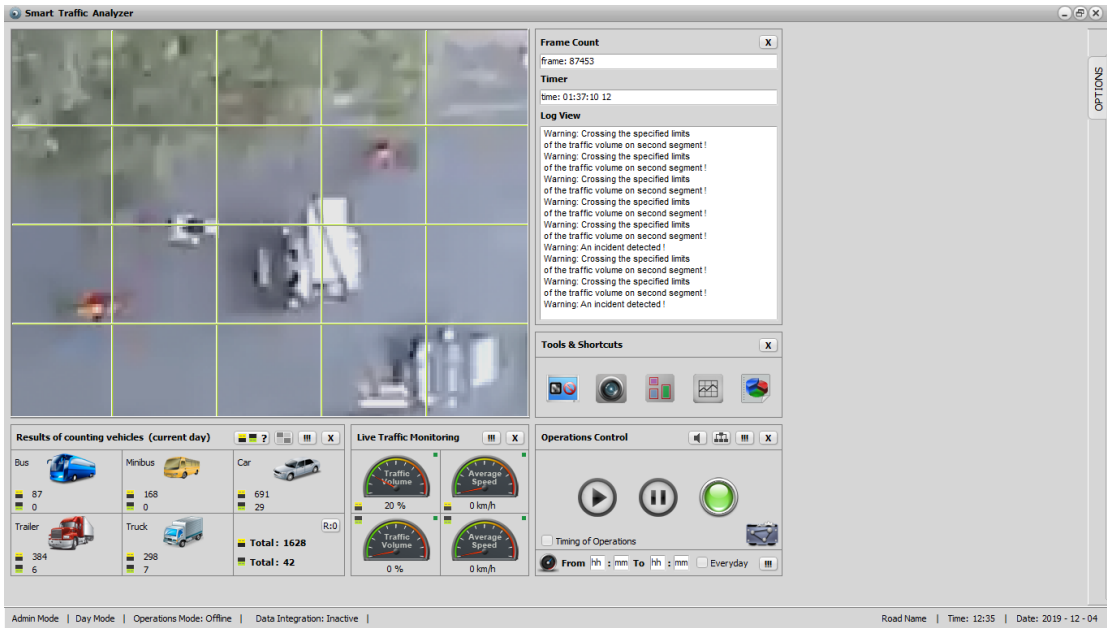 Smart Traffic Analyzer
OPTIONS
Frame Count
X
frame: 87453
Timer
time: 01:37:10 12
Log View
Warning: Crossing the specified limits
of the traffic volume on second segment !
Warning: Crossing the specified limits
of the traffic volume on second segment !
Warning: Crossing the specified limits
of the traffic volume on second segment !
Warning: Crossing the specified limits
of the traffic volume on second segment !
Warning: Crossing the specified limits
of the traffic volume on second segment !
Warning: An incident detected !
Warning: Crossing the specified limits
of the traffic volume on second segment !
Warning: Crossing the specified limits
of the traffic volume on second segment !
Warning: An incident detected !
Tools & Shortcuts
X
Results of counting vehicles (current day)
? !!! X
Bus
87
0
Minibus
168
0
Car
691
29
Trailer
384
6
Truck
298
7
R:0
Total : 1628
Total : 42
Live Traffic Monitoring
!!! X
Traffic Volume
20 %
Average Speed
0 km/h
Traffic Volume
0 %
Average Speed
0 km/h
Operations Control
!!! X
Timing of Operations
From hh : mm To hh : mm Everyday !!!
Admin Mode | Day Mode | Operations Mode: Offline | Data Integration: Inactive |
Road Name | Time: 12:35 | Date: 2019 - 12 - 04